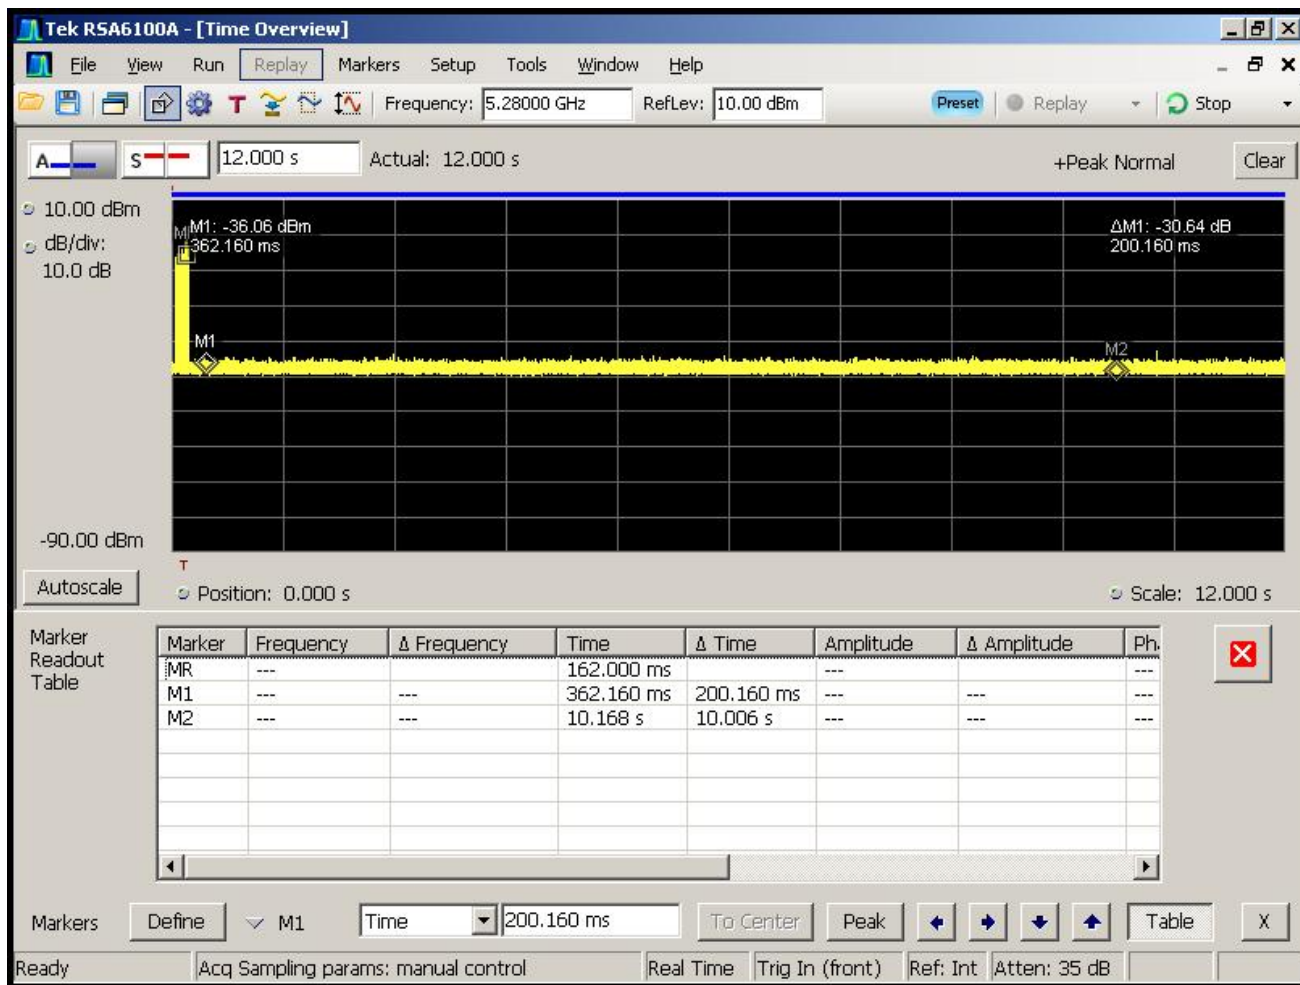 Tek RSA6100A - [Time Overview]
File View Run Replay Markers Setup Tools Window Help
T Frequency: 5.28000 GHz RefLev: 10.00 dBm Preset Replay Stop
A S 12.000 s Actual: 12.000 s +Peak Normal Clear
10.00 dBm
dB/div:
10.0 dB
M1: -36.06 dBm
362.160 ms
ΔM1: -30.64 dB
200.160 ms
M1
M2
-90.00 dBm
T
Autoscale Position: 0.000 s Scale: 12.000 s
Marker
Readout
Table
Marker Frequency Δ Frequency Time Δ Time Amplitude Δ Amplitude Ph
MR --- 162.000 ms --- ---
M1 --- --- 362.160 ms 200.160 ms --- --- ---
M2 --- --- 10.168 s 10.006 s --- --- ---
Markers Define M1 Time 200.160 ms To Center Peak Table X
Ready Acq Sampling params: manual control Real Time Trig In (front) Ref: Int Atten: 35 dB